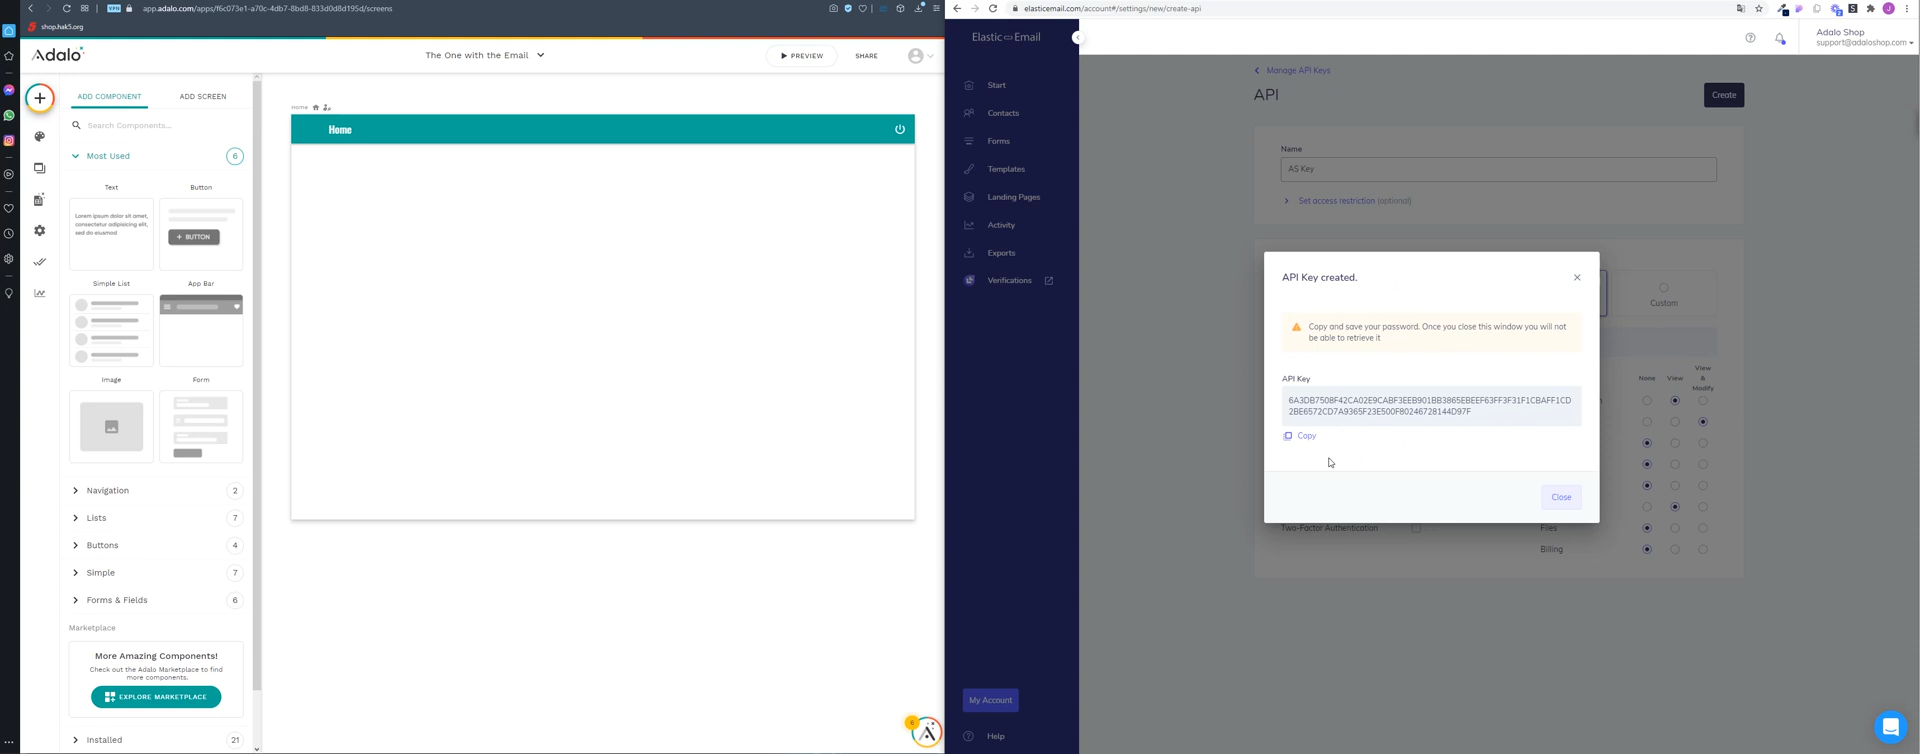 app.adalo.com/apps/f6c073e1-a70c-4db7-8bd8-833d0d8d195d/screens
VPN
shop.hak5.org
Adalo
The One with the Email
PREVIEW
SHARE
ADD COMPONENT
ADD SCREEN
Search Components...
Most Used
6
Text
Button
Lorem ipsum dolor sit amet,
consectetur adipisicing elit,
sed do eiusmod
+ BUTTON
Simple List
App Bar
Image
Form
Navigation
2
Lists
7
Buttons
4
Simple
7
Forms & Fields
6
Marketplace
More Amazing Components!
Check out the Adalo Marketplace to find
more components.
EXPLORE MARKETPLACE
Installed
21
Home
Home
6
elasticemail.com/account#/settings/new/create-api
Elastic Email
Start
Contacts
Forms
Templates
Landing Pages
Activity
Exports
Verifications
My Account
Help
Adalo Shop
support@adaloshop.com
Manage API Keys
API
Create
Name
AS Key
Set access restriction (optional)
Custom
API Key created.
Copy and save your password. Once you close this window you will not
be able to retrieve it
API Key
6A3DB7508F42CA02E9CABF3EEB901BB3865EBEEF63FF3F31F1CBAFF1CD
2BE6572CD7A9365F23E500F80246728144D97F
Copy
Close
None
View
View
&
Modify
Two-Factor Authentication
Files
Billing